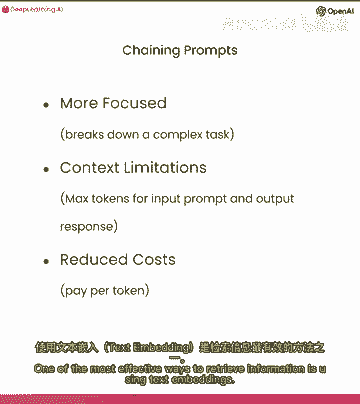 DeepLearning.AI
OpenAI
Chaining Prompts
• More Focused
(breaks down a complex task)
• Context Limitations
(Max tokens for input prompt and output
response)
• Reduced Costs
(pay per token)
使用文本嵌入（Text Embedding）是检索信息最有效的方法之
一。
One of the most effective ways to retrieve information is u
sing text embeddings.